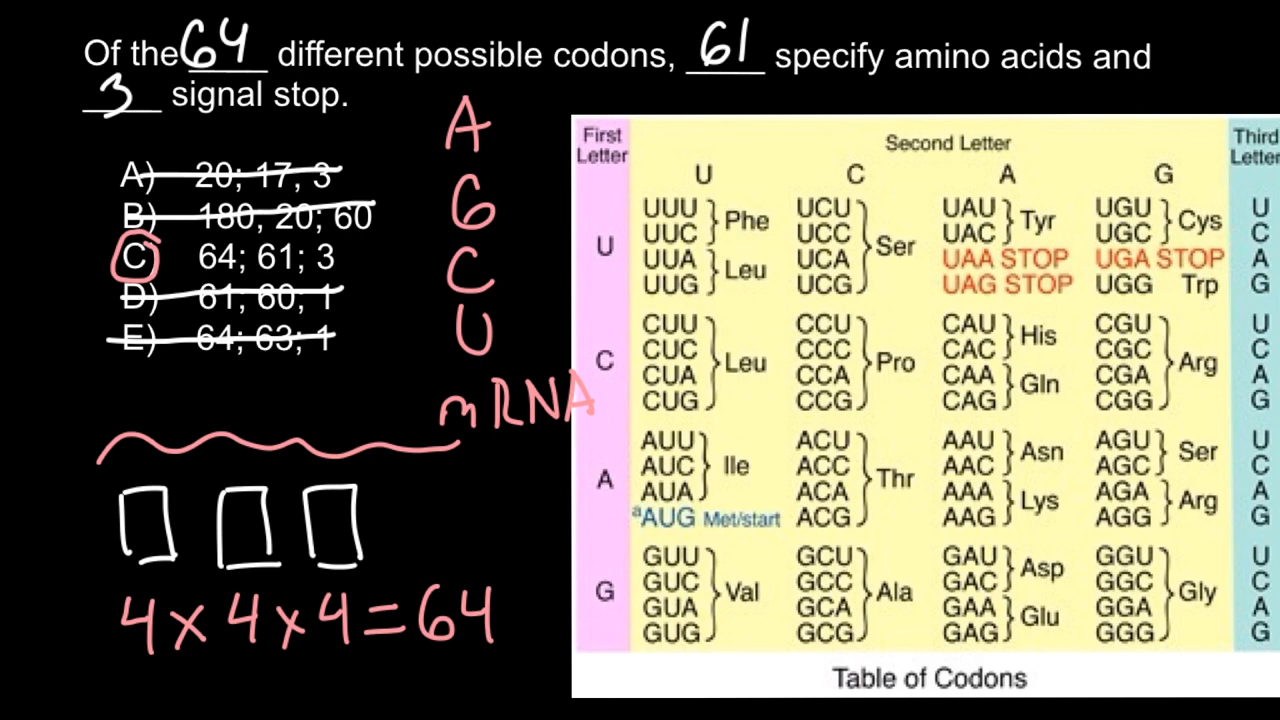 Of the 64 different possible codons, 61 specify amino acids and
3 signal stop.
A) 20; 17, 3
B) 180; 20; 60
C) 64; 61; 3
D) 61; 60; 1
E) 64; 63; 1
A
G
C
U
mRNA
4 x 4 x 4 = 64
First Letter Second Letter Third Letter
U C A G
UUU UCU UAU UGU U
Phe Tyr Cys
UUC UCC UAC UGC C
U Ser
UUA UCA UAA STOP UGA STOP A
Leu
UUG UCG UAG STOP UGG Trp G
CUU CCU CAU CGU U
His
CUC CCC CAC CGC C
C Leu Pro Arg
CUA CCA CAA CGA A
Gln
CUG CCG CAG CGG G
AUU ACU AAU AGU U
Asn Ser
AUC ACC AAC AGC C
A Ile Thr
AUA ACA AAA AGA A
Lys Arg
aAUG Met/start ACG AAG AGG G
GUU GCU GAU GGU U
Asp
GUC GCC GAC GGC C
G Val Ala Gly
GUA GCA GAA GGA A
Glu
GUG GCG GAG GGG G
Table of Codons